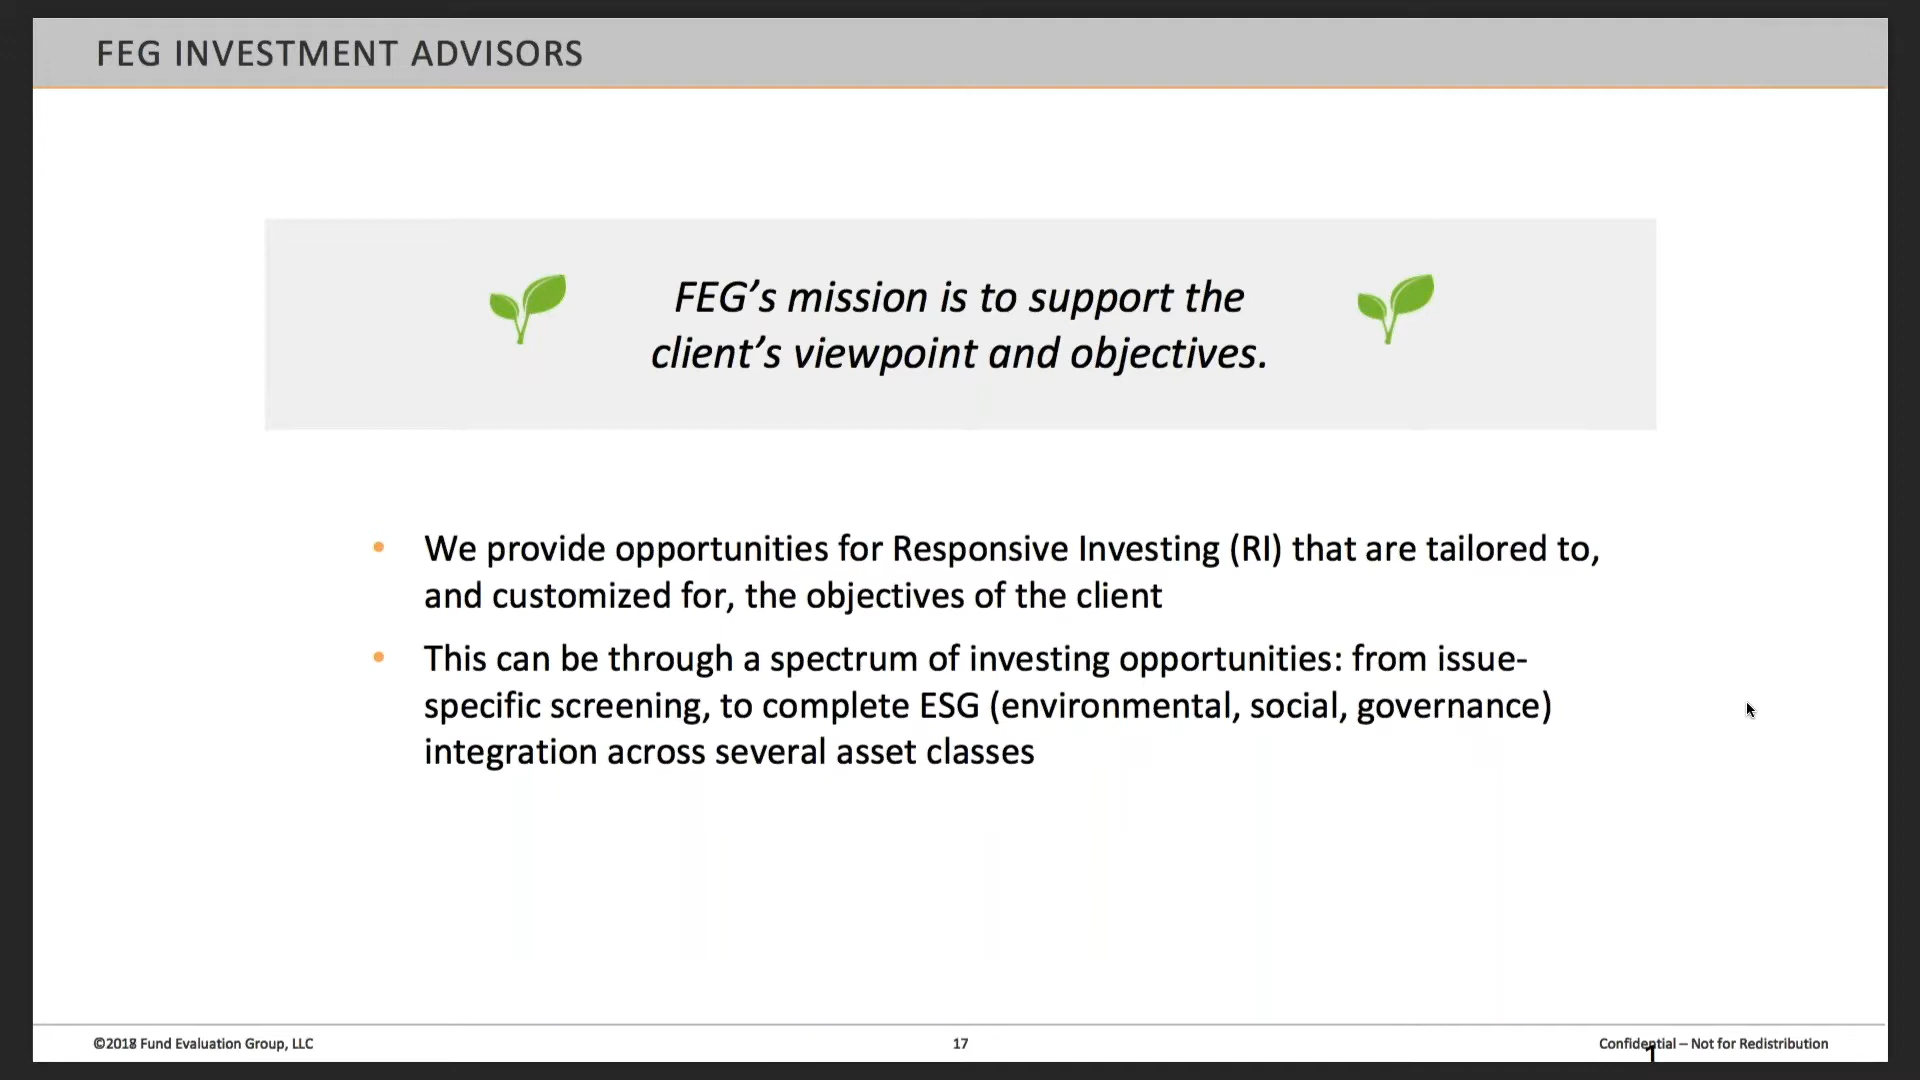 FEG INVESTMENT ADVISORS
FEG’s mission is to support the
client’s viewpoint and objectives.
• We provide opportunities for Responsive Investing (RI) that are tailored to,
and customized for, the objectives of the client
• This can be through a spectrum of investing opportunities: from issue-
specific screening, to complete ESG (environmental, social, governance)
integration across several asset classes
©2018 Fund Evaluation Group, LLC
17
Confidential – Not for Redistribution
1